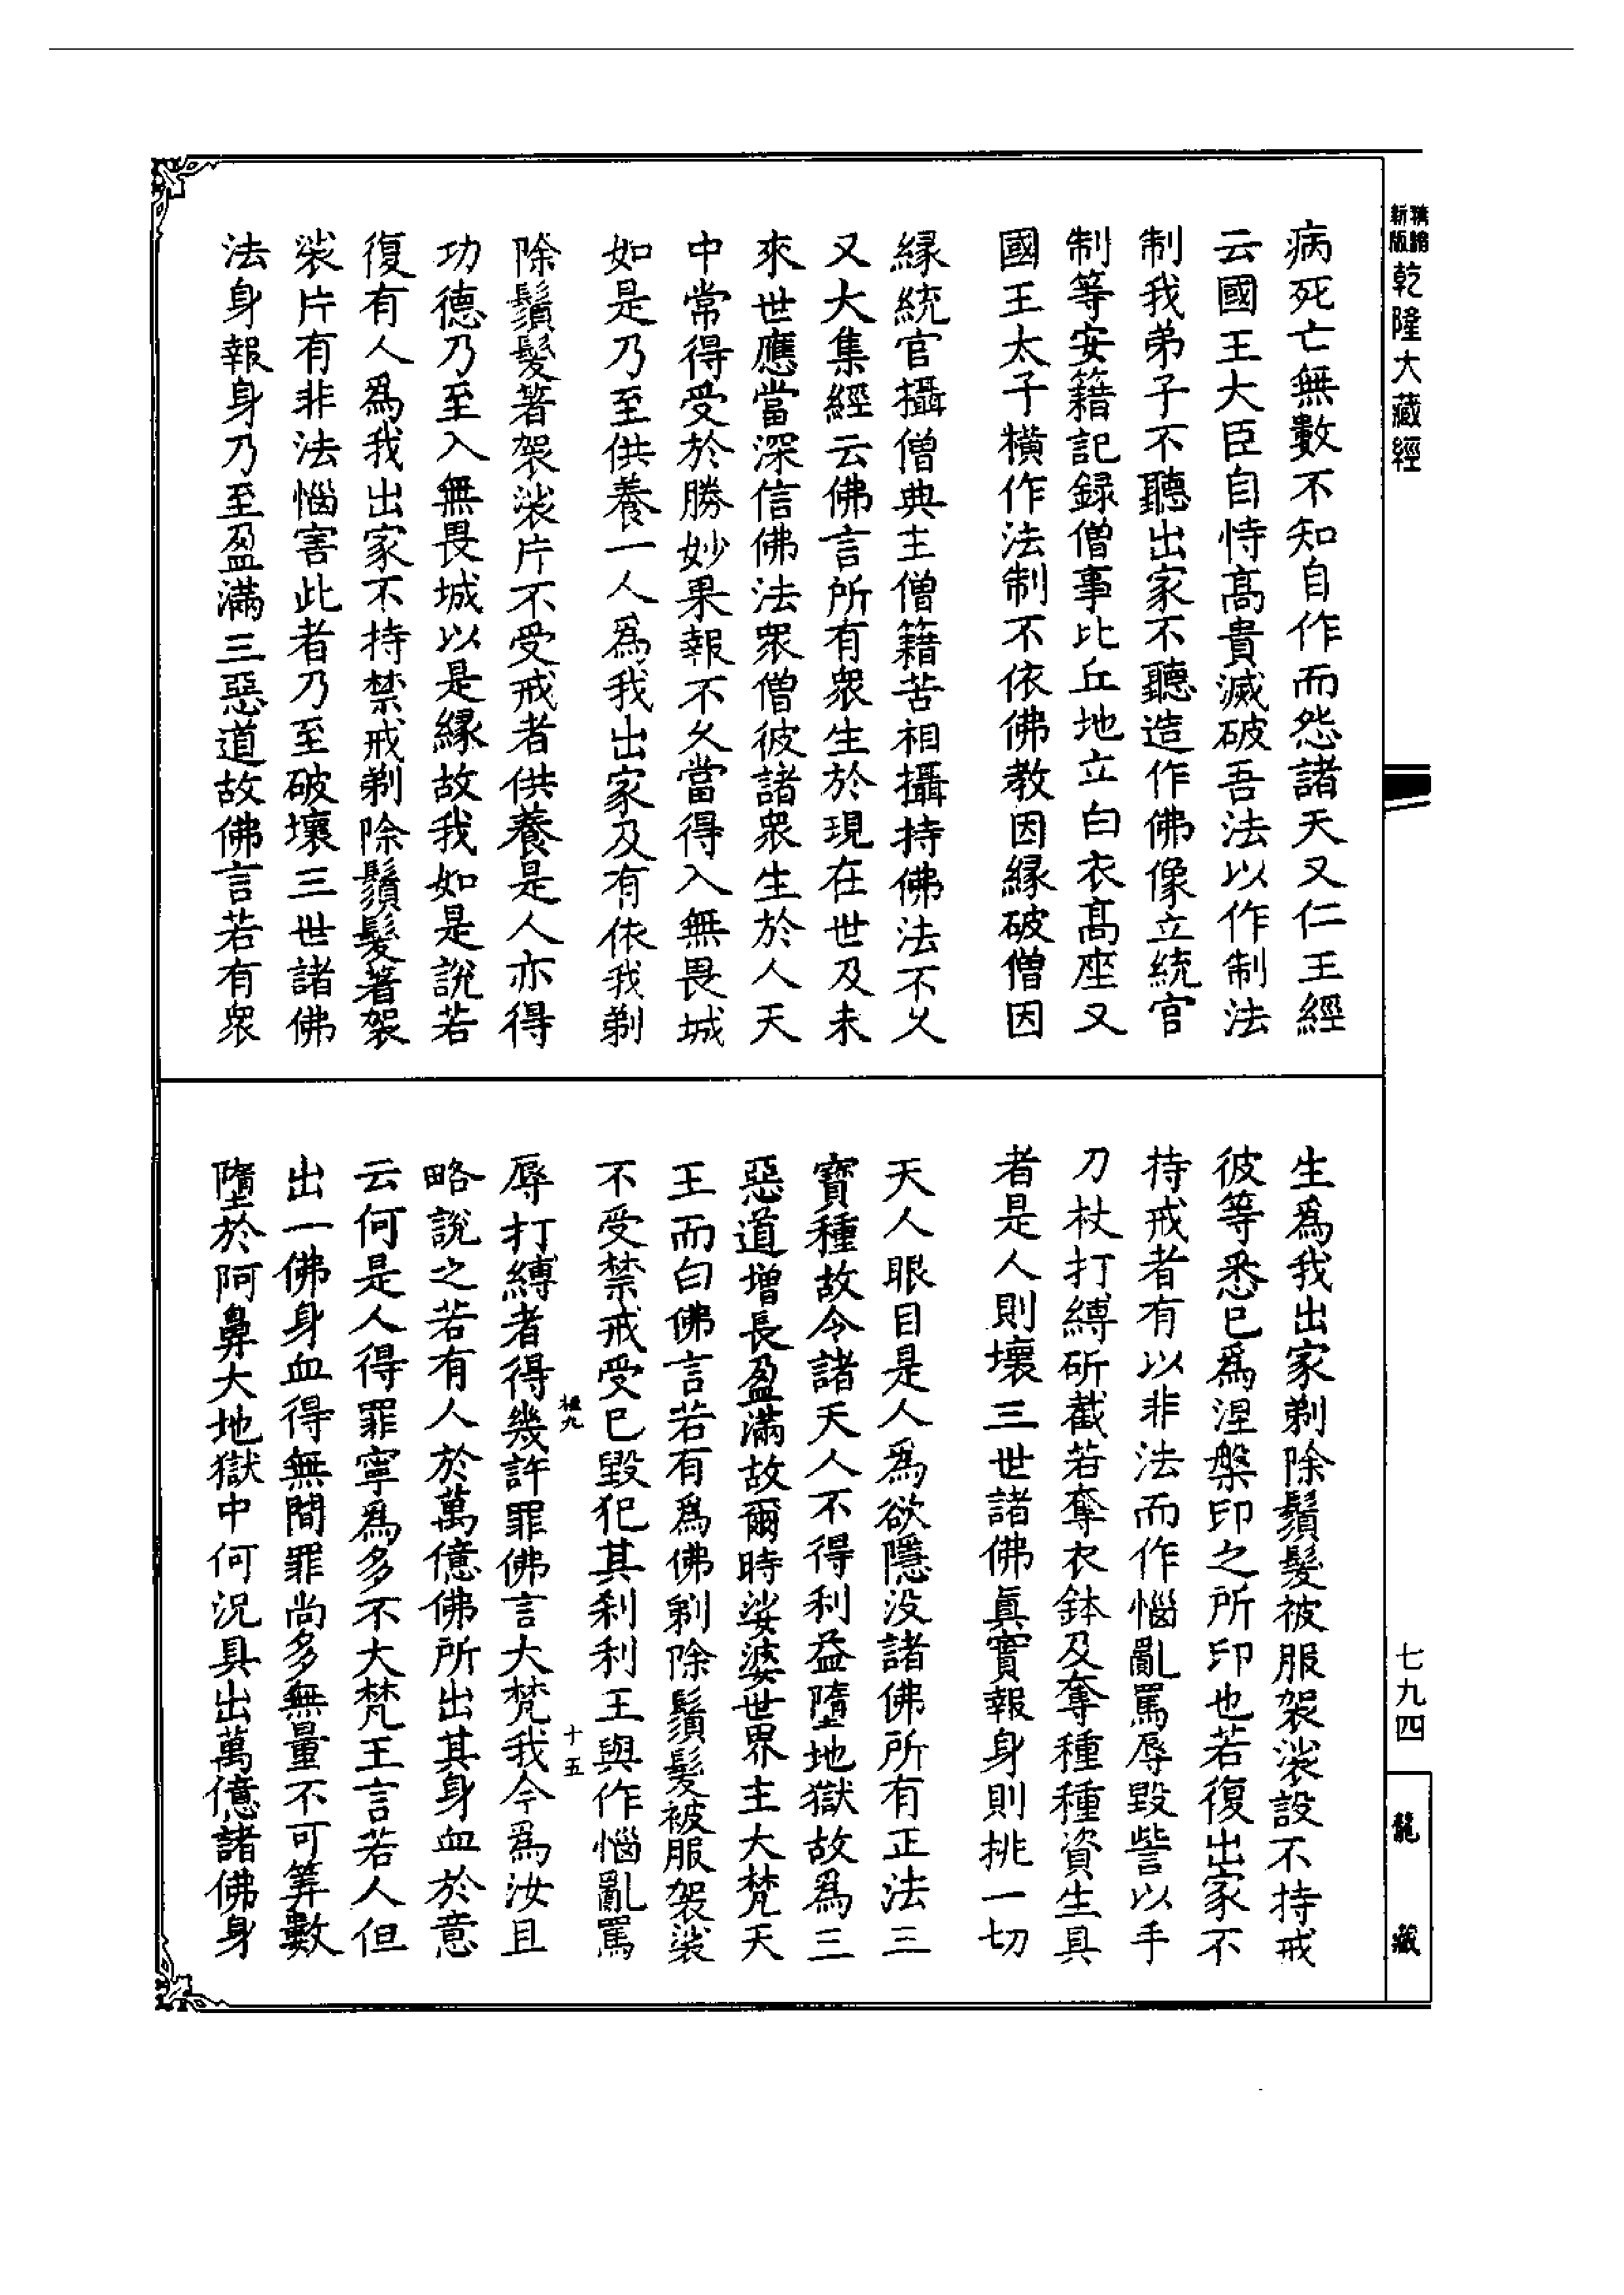 乾隆大藏經
病死亡無數不知自作而怨諸天又仁王經
云國王大臣自恃髙貴滅破吾法以作制法
制我弟子不聽出家不聽造作佛像立統官
制等安籍記録僧事比丘地立白衣髙座又
國王太子橫作法制不依佛教因縁破僧因
縁統官攝僧典主僧籍苦相攝持佛法不乆
又大集經云佛言所有衆生於現在世及未
來世應當深信佛法衆僧彼諸衆生於人天
中常得受於勝妙果報不乆當得入無畏城
如是乃至供養一人爲我出家及有依我剃
除鬚髮著袈裟片不受戒者供養是人亦得
功德乃至入無畏城以是縁故我如是説若
復有人爲我出家不持禁戒剃除鬚髮著袈
裟片有非法惱害此者乃至破壞三世諸佛
法身報身乃至盈滿三惡道故佛言若有衆
生爲我出家剃除鬚髮被服袈裟設不持戒
彼等悉已爲涅槃印之所印也若復出家不
持戒者有以非法而作惱亂罵辱毀訾以手
刀杖打縛斫截若奪衣鉢及奪種種資生具
者是人則壞三世諸佛眞實報身則挑一切
天人眼目是人爲欲隱没諸佛所有正法三
寶種故令諸天人不得利益墮地獄故爲三
惡道增長盈滿故爾時娑婆世界主大梵天
王而白佛言若有爲佛剃除鬚髮被服袈裟
不受禁戒受已毀犯其刹利王與作惱亂罵
辱打縛者得幾許罪佛言大梵我今爲汝且
略說之若有人於萬億佛所出其身血於意
云何是人得罪寧爲多不大梵王言若人但
出一佛身血得無間罪尚多無量不可筭數
墮於阿鼻大地獄中何況具出萬億諸佛身
十五
七九四
龍藏